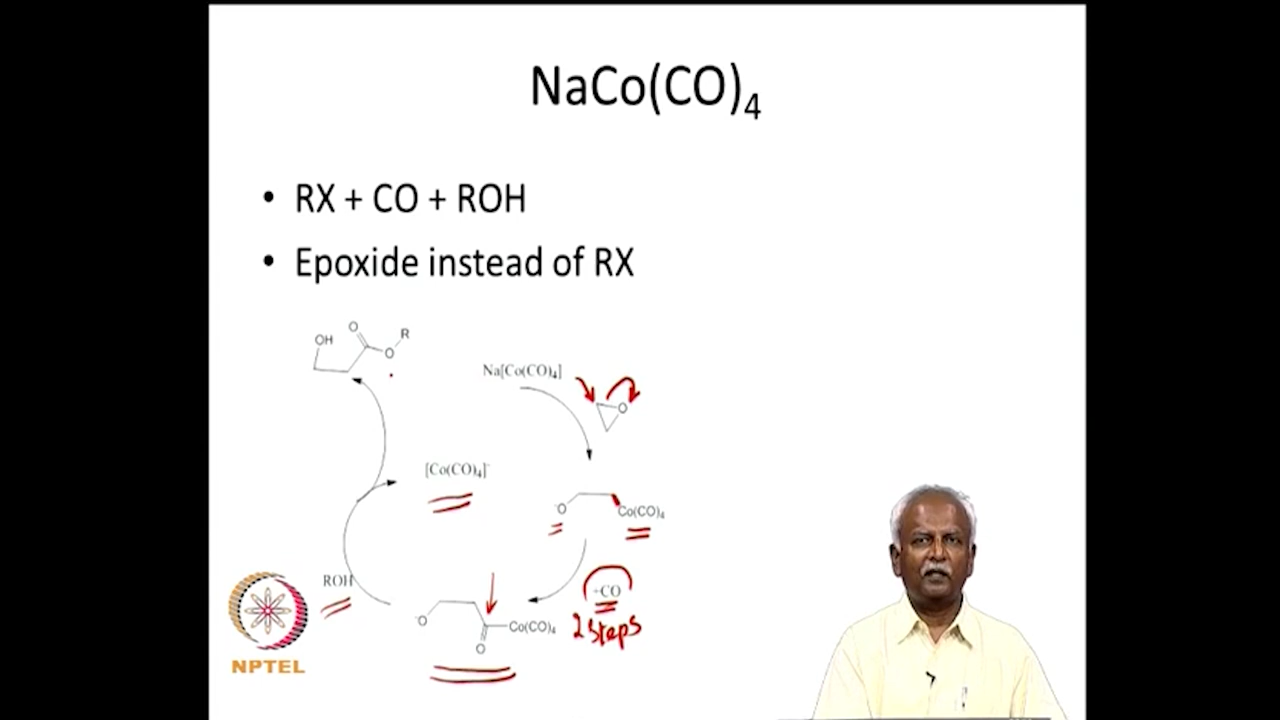 NaCo(CO)₄
• RX + CO + ROH
• Epoxide instead of RX
OH
O
O
R
Na[Co(CO)₄]
O
[Co(CO)₄]⁻
⁻O
Co(CO)₄
+CO
2 Steps
ROH
⁻O
O
Co(CO)₄
NPTEL